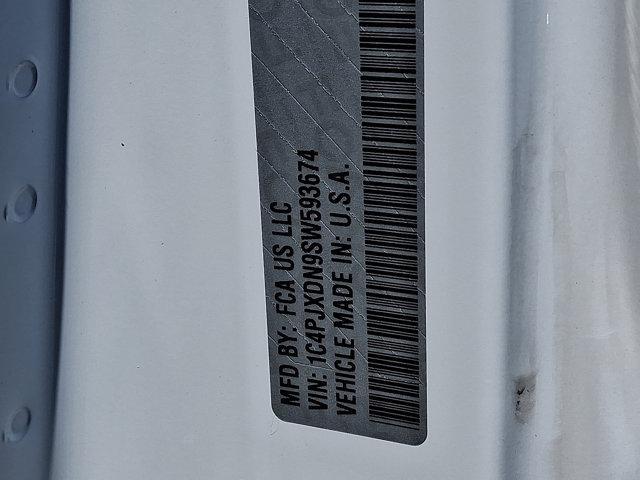 MFD BY: FCA US LLC
VIN: 1C4PJXDN9SW593674
VEHICLE MADE IN: U.S.A.